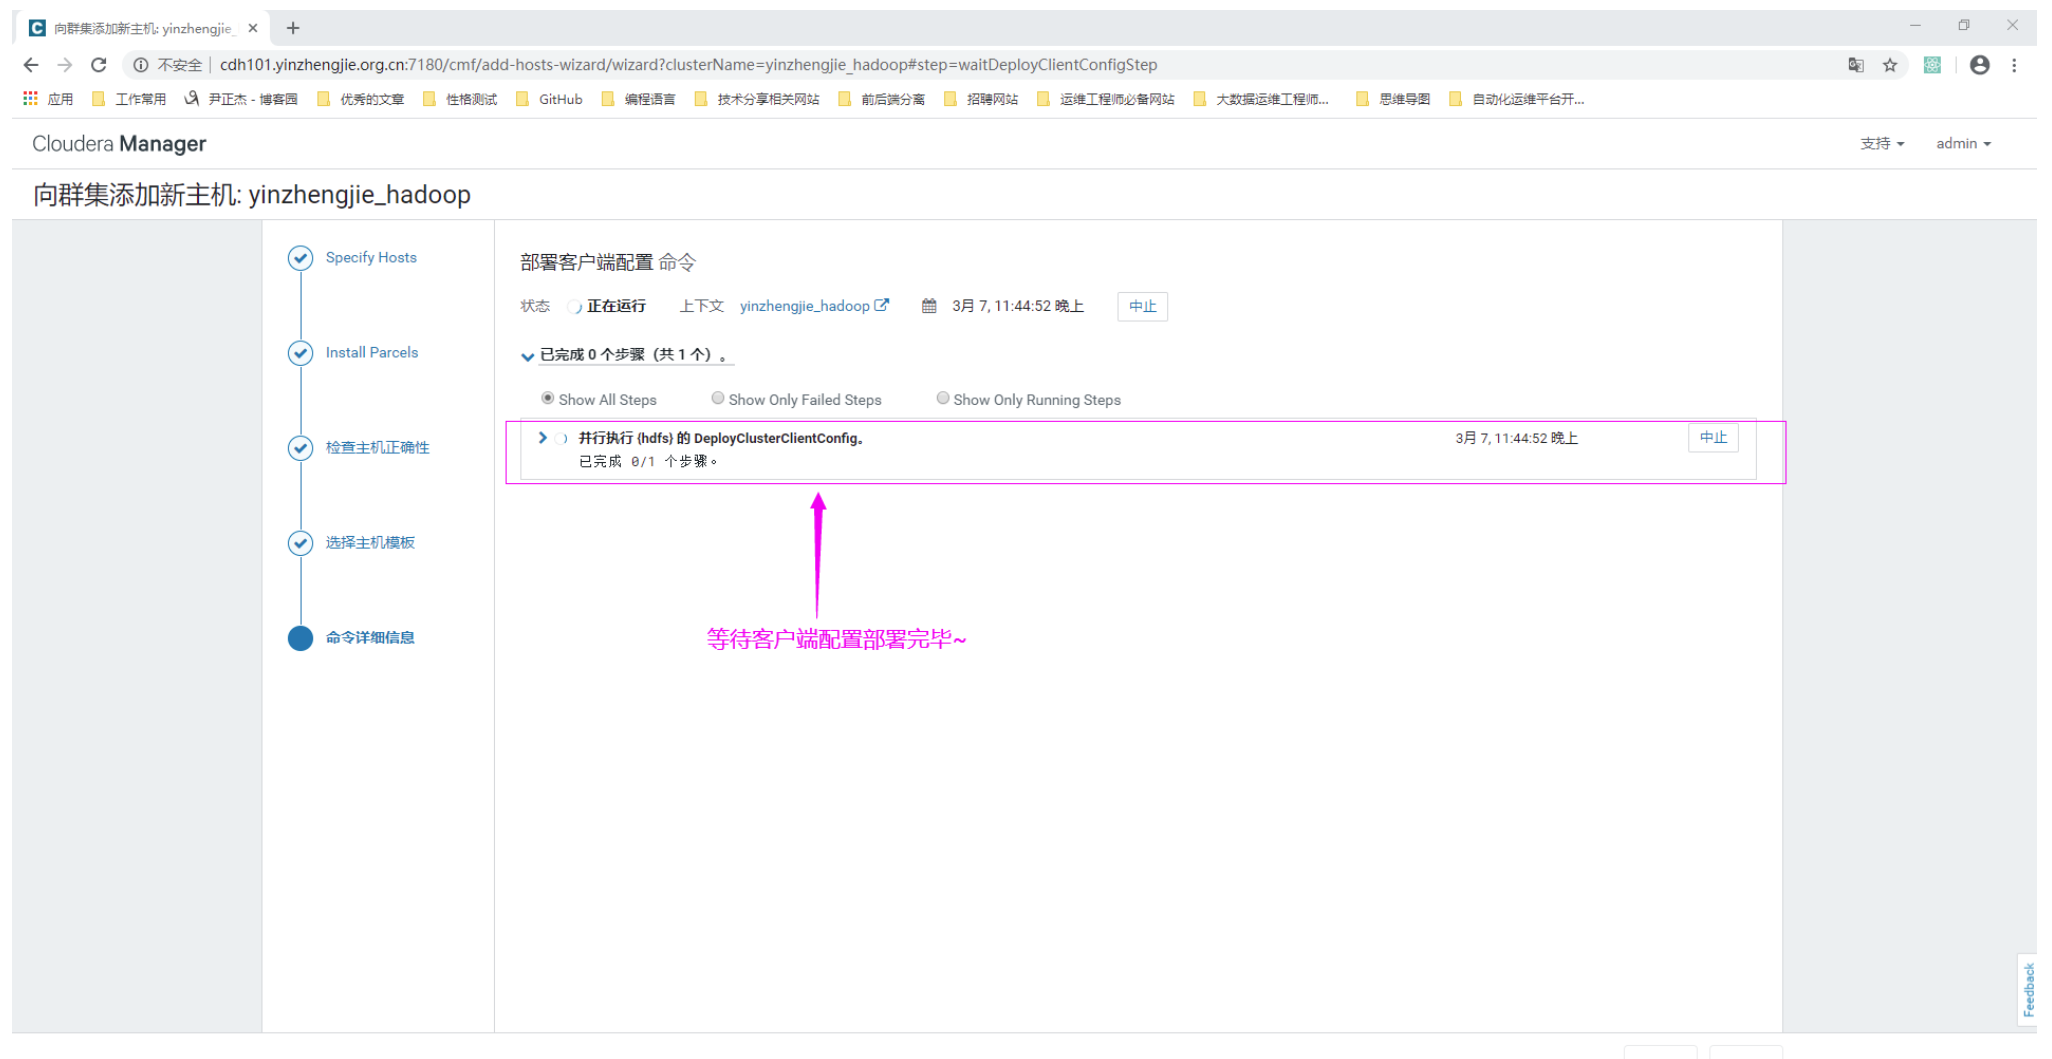 向群集添加新主机: yinzhengjie_
不安全 | cdh101.yinzhengjie.org.cn:7180/cmf/add-hosts-wizard/wizard?clusterName=yinzhengjie_hadoop#step=waitDeployClientConfigStep
应用 工作常用 尹正杰 - 博客园 优秀的文章 性格测试 GitHub 编程语言 技术分享相关网站 前后端分离 招聘网站 运维工程师必备网站 大数据运维工程师... 思维导图 自动化运维平台开...
Cloudera Manager 支持 admin
向群集添加新主机: yinzhengjie_hadoop
Specify Hosts
Install Parcels
检查主机正确性
选择主机模板
命令详细信息
部署客户端配置 命令
状态 正在运行 上下文 yinzhengjie_hadoop 3月 7, 11:44:52 晚上 中止
已完成 0 个步骤（共 1 个）。
Show All Steps Show Only Failed Steps Show Only Running Steps
并行执行 {hdfs} 的 DeployClusterClientConfig。 3月 7, 11:44:52 晚上 中止
已完成 0/1 个步骤。
等待客户端配置部署完毕~
Feedback